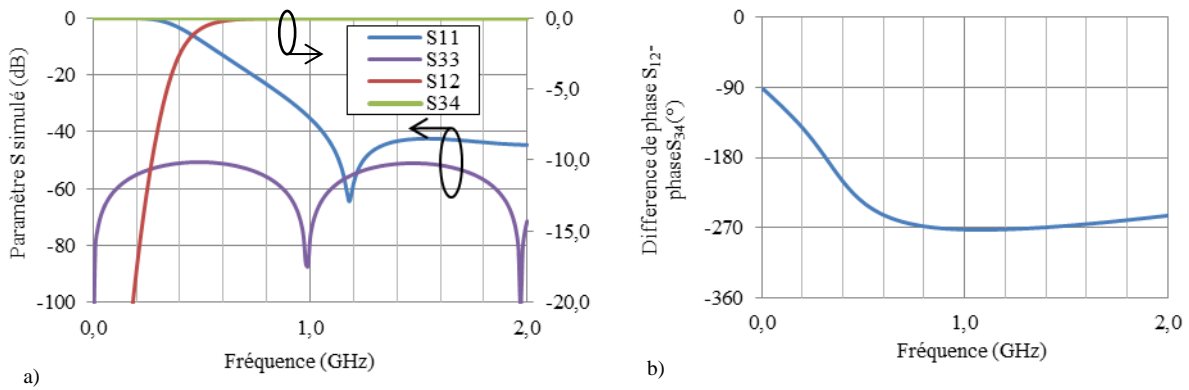 0
-20
-40
-60
-80
-100
Paramètre S simulé (dB)
0,0
-5,0
-10,0
-15,0
-20,0
S11
S33
S12
S34
0,0
1,0
2,0
Fréquence (GHz)
a)
0
-90
-180
-270
-360
Difference de phase S12-
phaseS34(°)
0,0
1,0
2,0
Fréquence (GHz)
b)